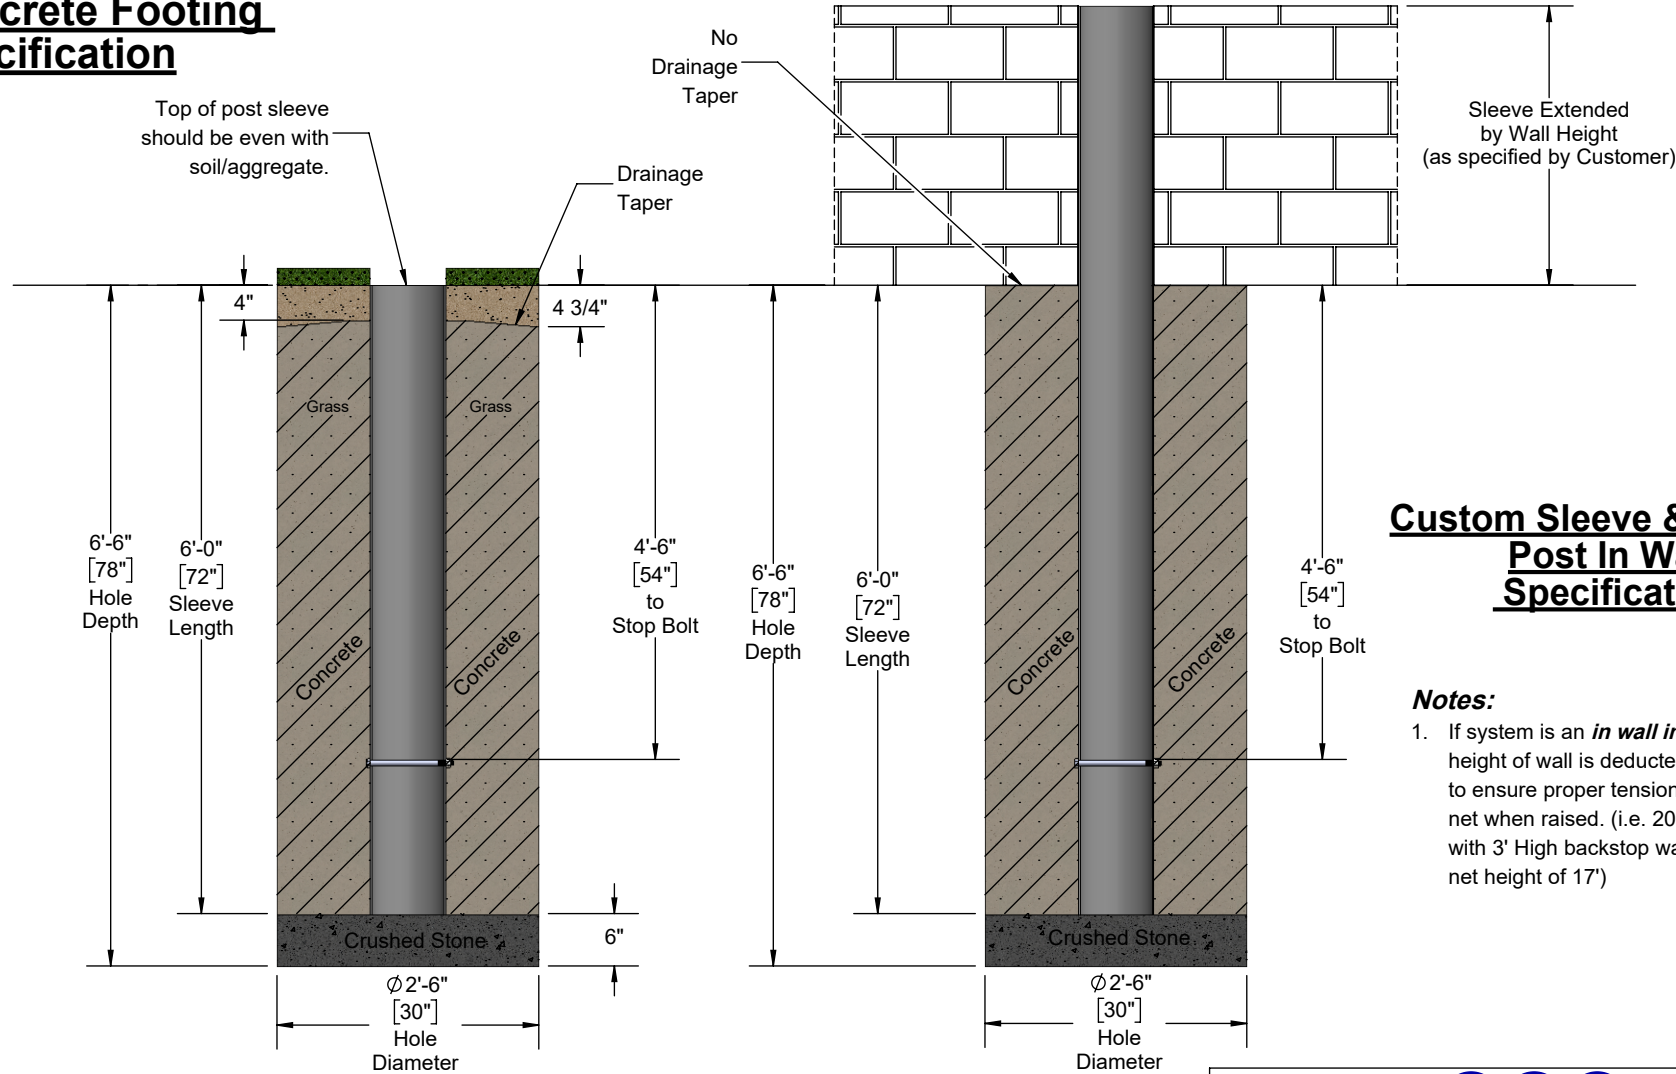 crete Footing
cification
Top of post sleeve
should be even with
soil/aggregate.
Drainage
Taper
4"
4 3/4"
Grass
Grass
6'-6"
[78"]
Hole
Depth
6'-0"
[72"]
Sleeve
Length
4'-6"
[54"]
to
Stop Bolt
Concrete
Concrete
Crushed Stone
6"
Ø2'-6"
[30"]
Hole
Diameter
No
Drainage
Taper
Sleeve Extended
by Wall Height
(as specified by Customer)
6'-6"
[78"]
Hole
Depth
6'-0"
[72"]
Sleeve
Length
4'-6"
[54"]
to
Stop Bolt
Concrete
Concrete
Crushed Stone
Ø2'-6"
[30"]
Hole
Diameter
Custom Sleeve &
Post In Wa
Specificat
Notes:
1. If system is an in wall in
height of wall is deducte
to ensure proper tension
net when raised. (i.e. 20
with 3' High backstop wa
net height of 17')